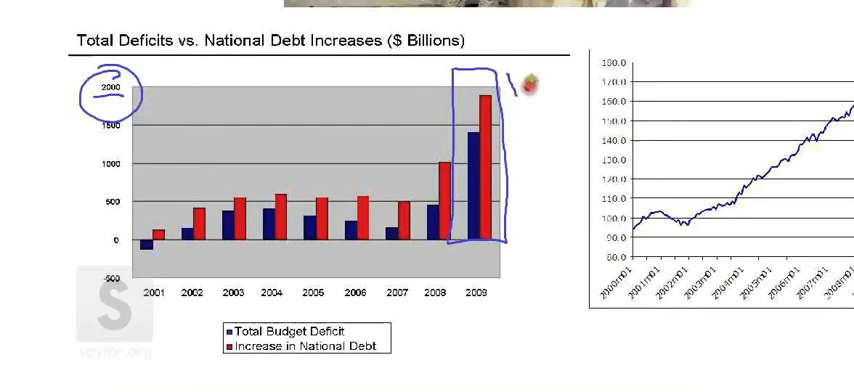 Total Deficits vs. National Debt Increases ($ Billions)
2000
1500
1000
500
0
-500
2001 2002 2003 2004 2005 2006 2007 2008 2009
Total Budget Deficit
Increase in National Debt
S
saylor.org
180.0
170.0
160.0
150.0
140.0
130.0
120.0
110.0
100.0
90.0
80.0
2000m01 2001m01 2002m01 2003m01 2004m01 2005m01 2006m01 2007m01 2008m0